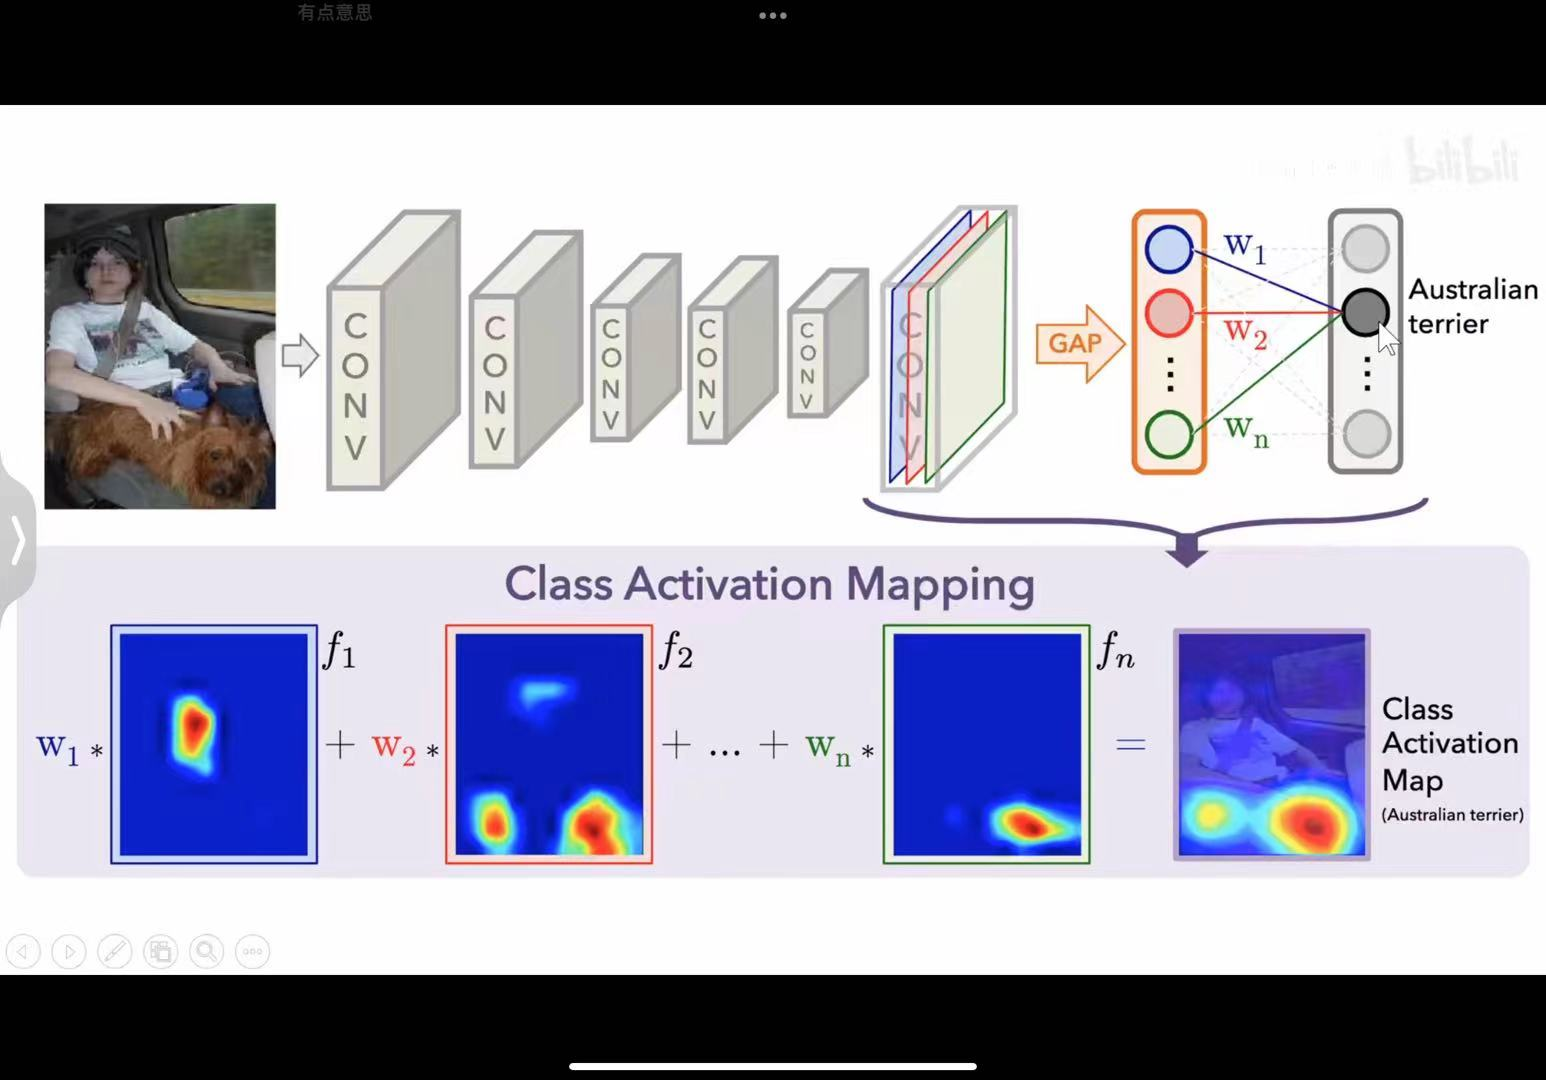 有点意思
bilibili
CONV
CONV
CONV
CONV
CONV
CONV
GAP
w1
w2
wn
Australian
terrier
Class Activation Mapping
w1 * f1 + w2 * f2 + ... + wn * fn =
Class
Activation
Map
(Australian terrier)